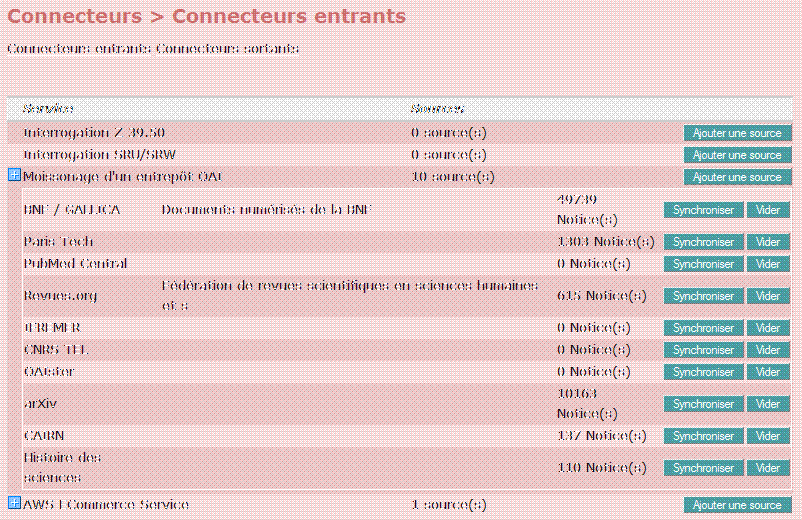 Connecteurs > Connecteurs entrants
Connecteurs entrants Connecteurs sortants
Service Sources
Interrogation Z 39.50 0 source(s) Ajouter une source
Interrogation SRU/SRW 0 source(s) Ajouter une source
Moissonage d'un entrepôt OAI 10 source(s) Ajouter une source
BNF / GALLICA Documents numérisés de la BNF 49739 Synchroniser Vider
Notice(s)
Paris Tech 1303 Notice(s) Synchroniser Vider
PubMed Central 0 Notice(s) Synchroniser Vider
Revues.org Fédération de revues scientifiques en sciences humaines 615 Notice(s) Synchroniser Vider
et s
IFREMER 0 Notice(s) Synchroniser Vider
CNRS TEL 0 Notice(s) Synchroniser Vider
OAIster 0 Notice(s) Synchroniser Vider
arXiv 10163 Synchroniser Vider
Notice(s)
CAIRN 137 Notice(s) Synchroniser Vider
Histoire des 110 Notice(s) Synchroniser Vider
sciences
AWS ECommerce Service 1 source(s) Ajouter une source